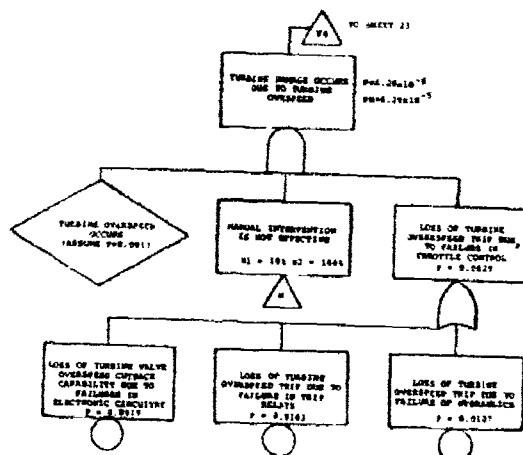 TO SHEET 23
TURBINE DAMAGE OCCURS
DUE TO TURBINE
OVERSPEED
TURBINE OVERSPEED
OCCURS
MANUAL INTERVENTION
IS NOT EFFECTIVE
LOSS OF TURBINE
OVERSPEED TRIP DUE
TO FAILURE IN
THROTTLE CONTROL
LOSS OF TURBINE VALVE
OVERSPEED CUTBACK
CAPABILITY DUE TO
FAILURES IN
ELECTRONIC CIRCUITRY
LOSS OF TURBINE
OVERSPEED TRIP DUE TO
FAILURE IN TRIP
RELAYS
LOSS OF TURBINE
OVERSPEED TRIP DUE TO
FAILURE OF HYDRAULICS